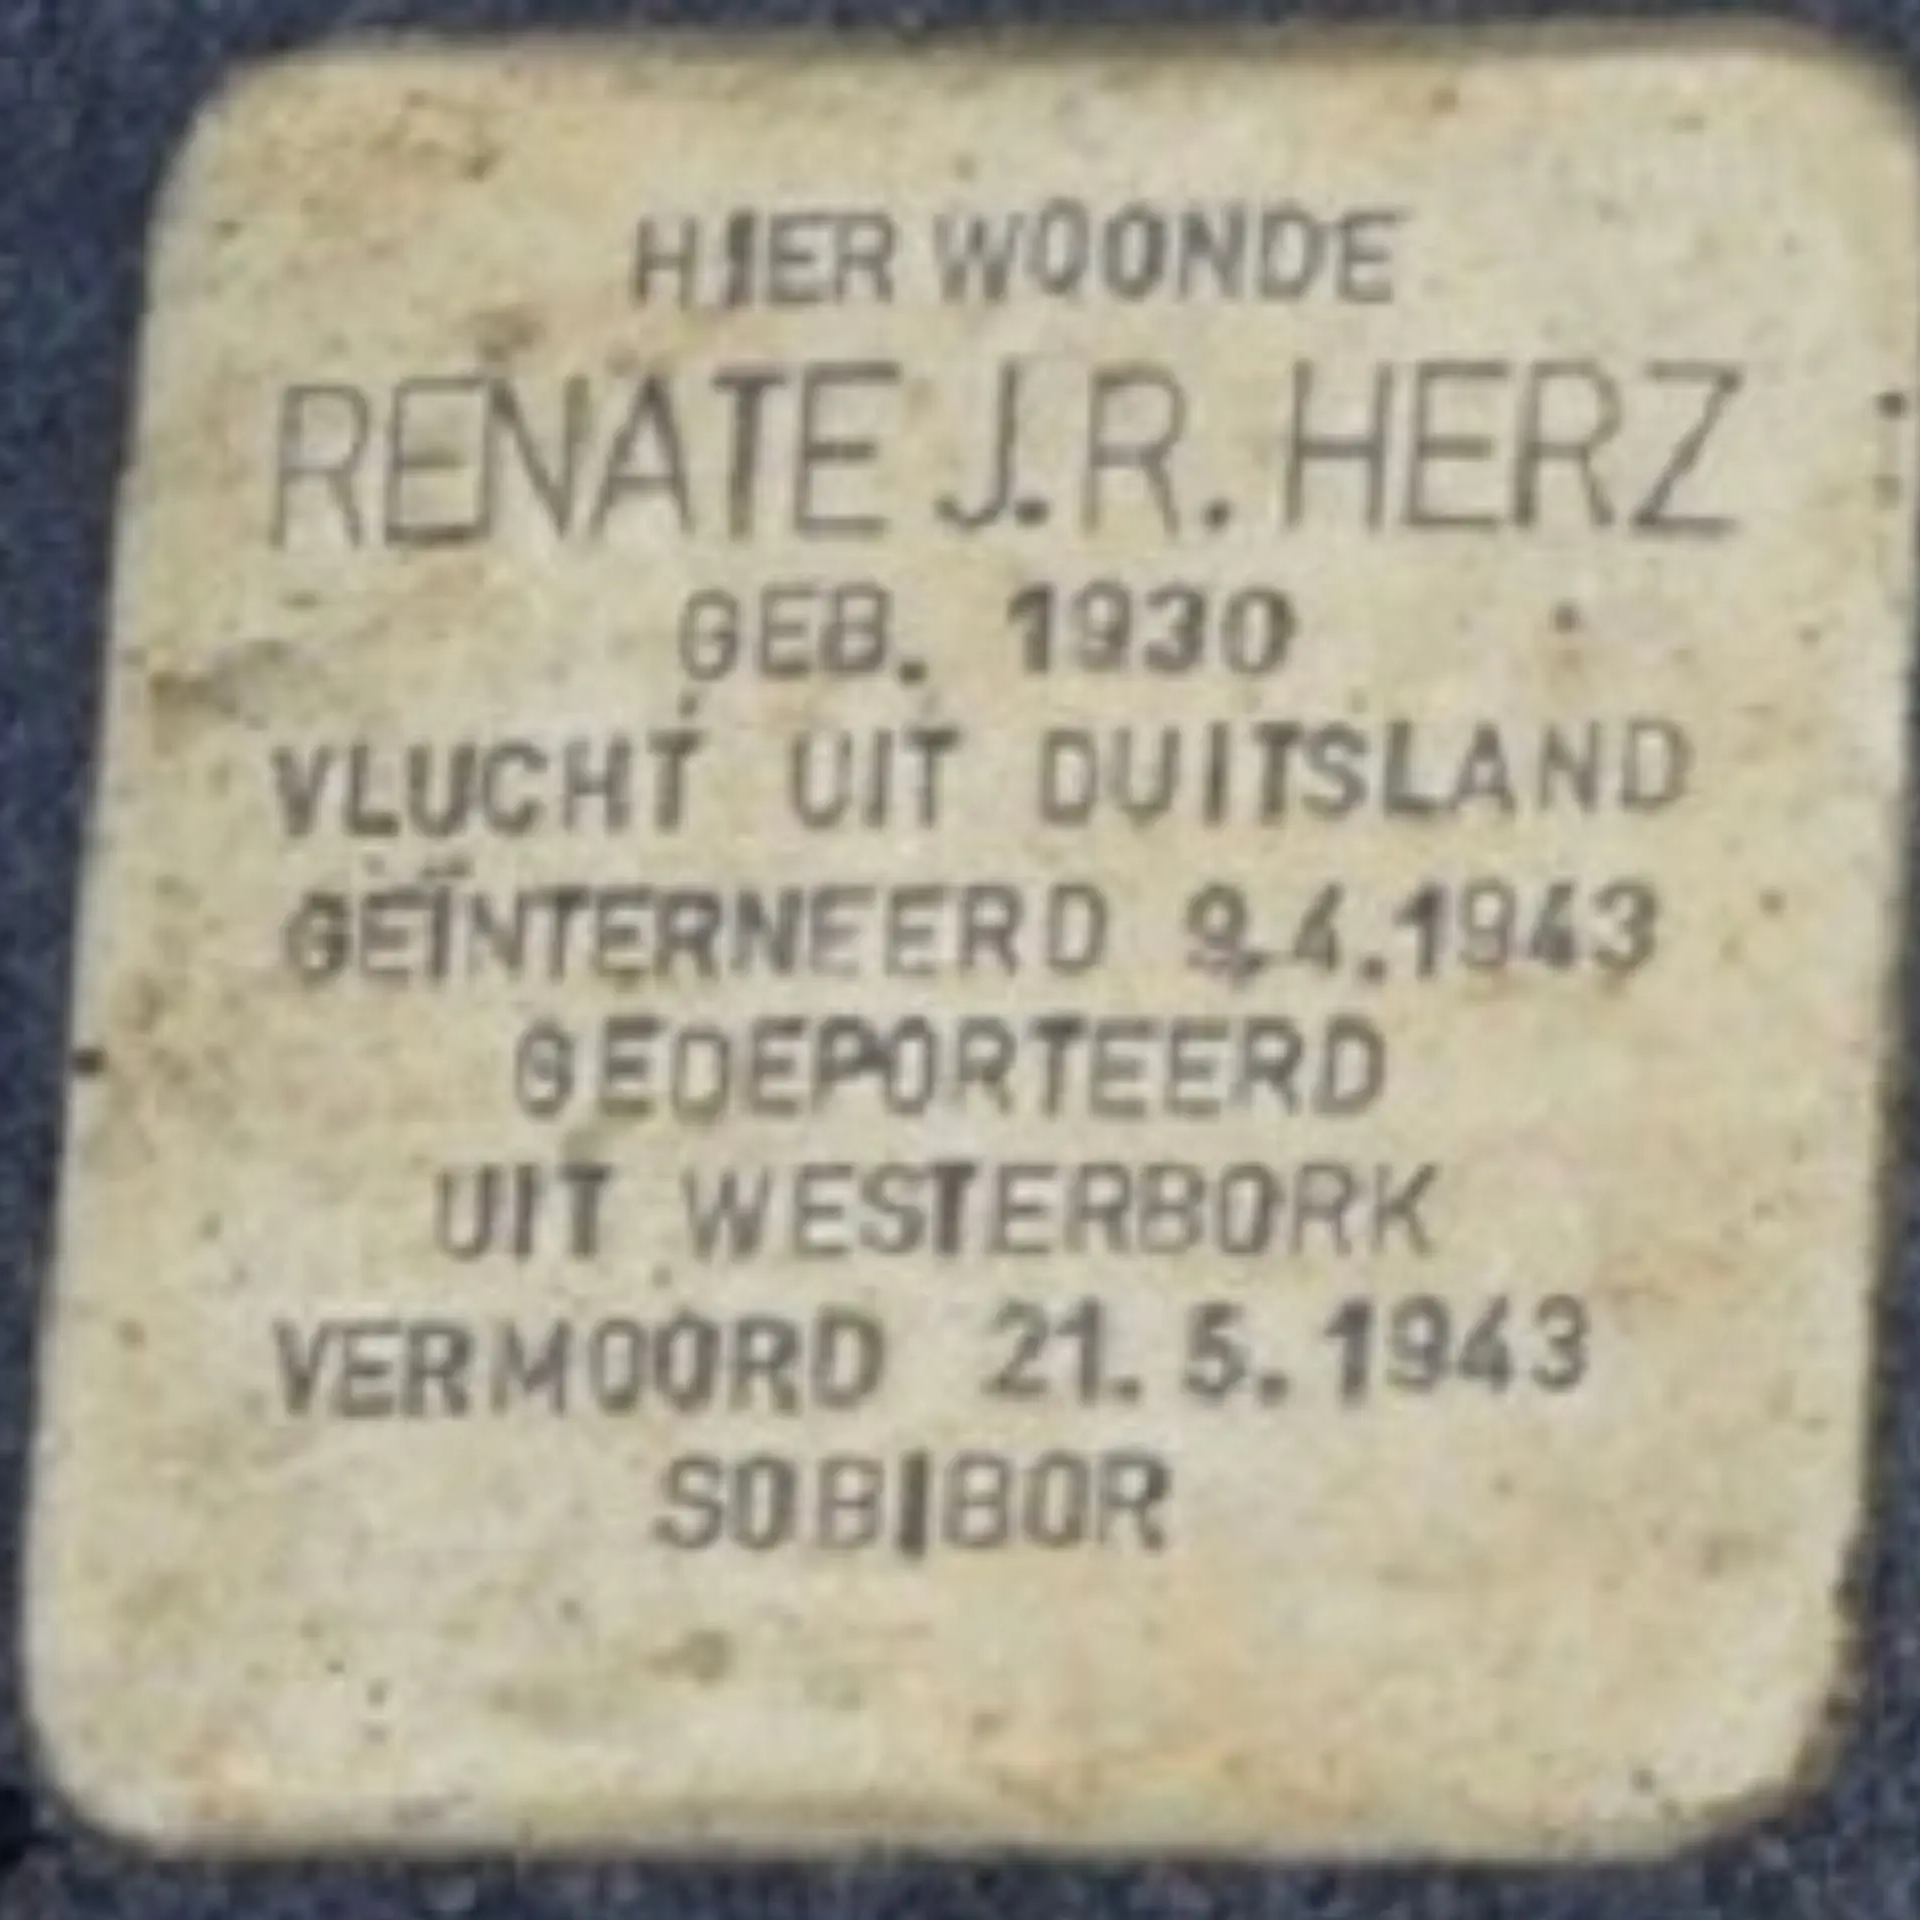 HIER WOONDE
RENATE J.R. HERZ
GEB. 1930
VLUCHT UIT DUITSLAND
GEÏNTERNEERD 9.4.1943
GEDEPORTEERD
UIT WESTERBORK
VERMOORD 21.5.1943
SOBIBOR